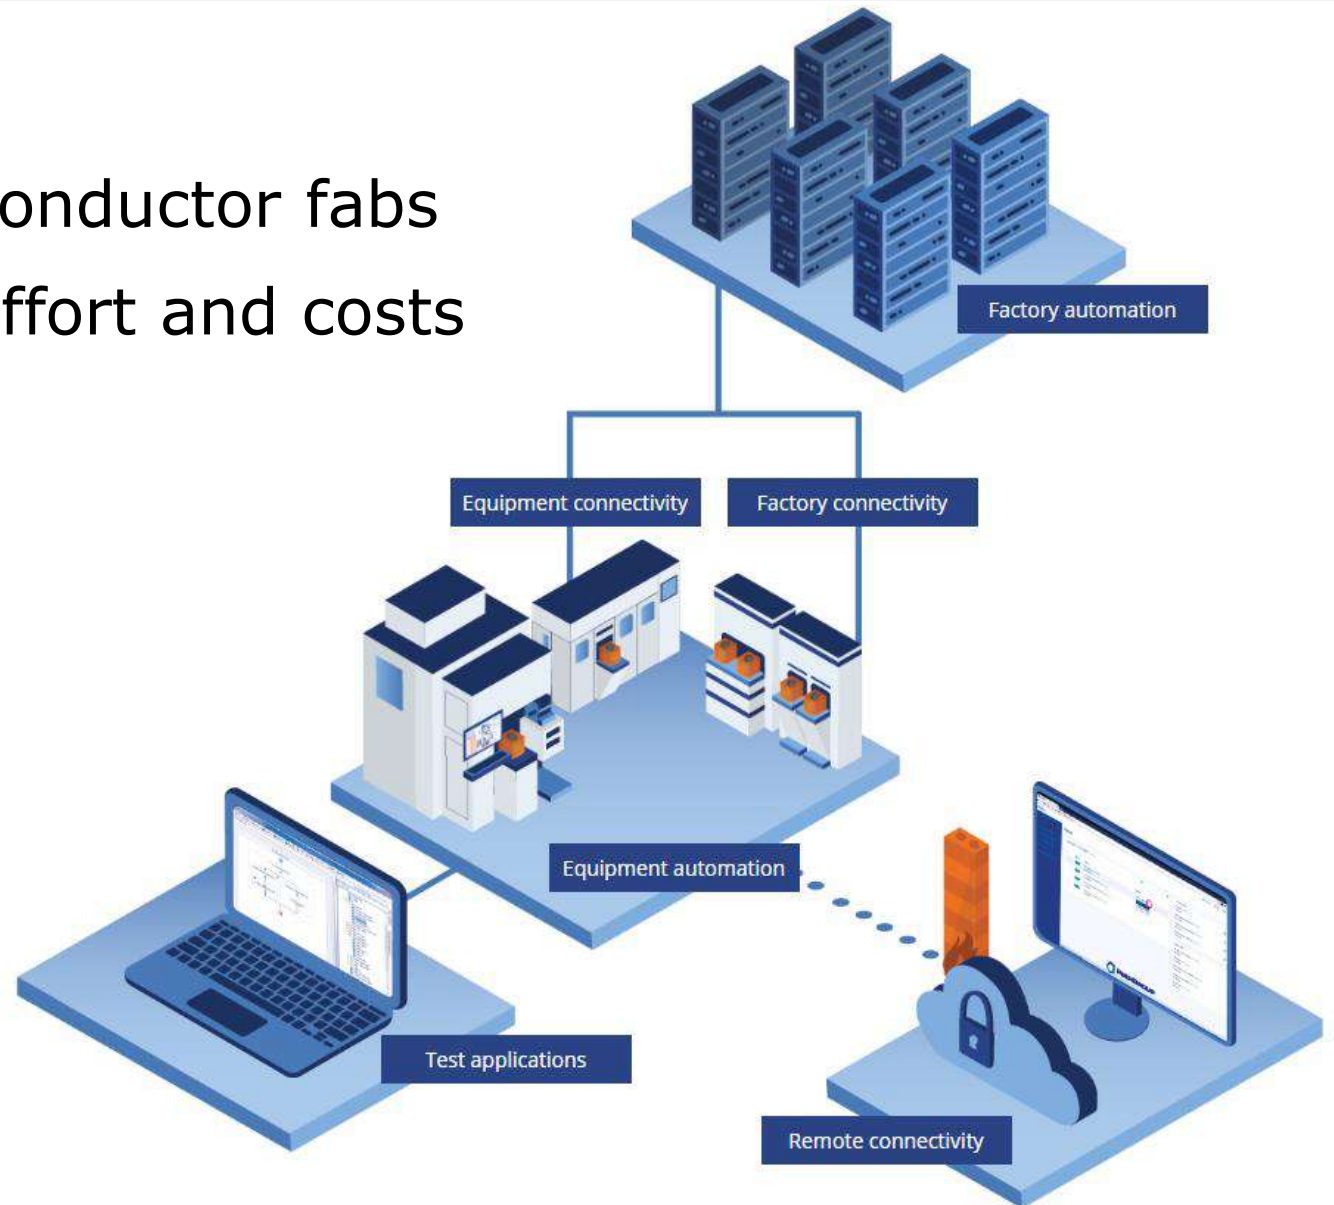 onductor fabs
ffort and costs
Factory automation
Equipment connectivity
Factory connectivity
Equipment automation
Test applications
Remote connectivity